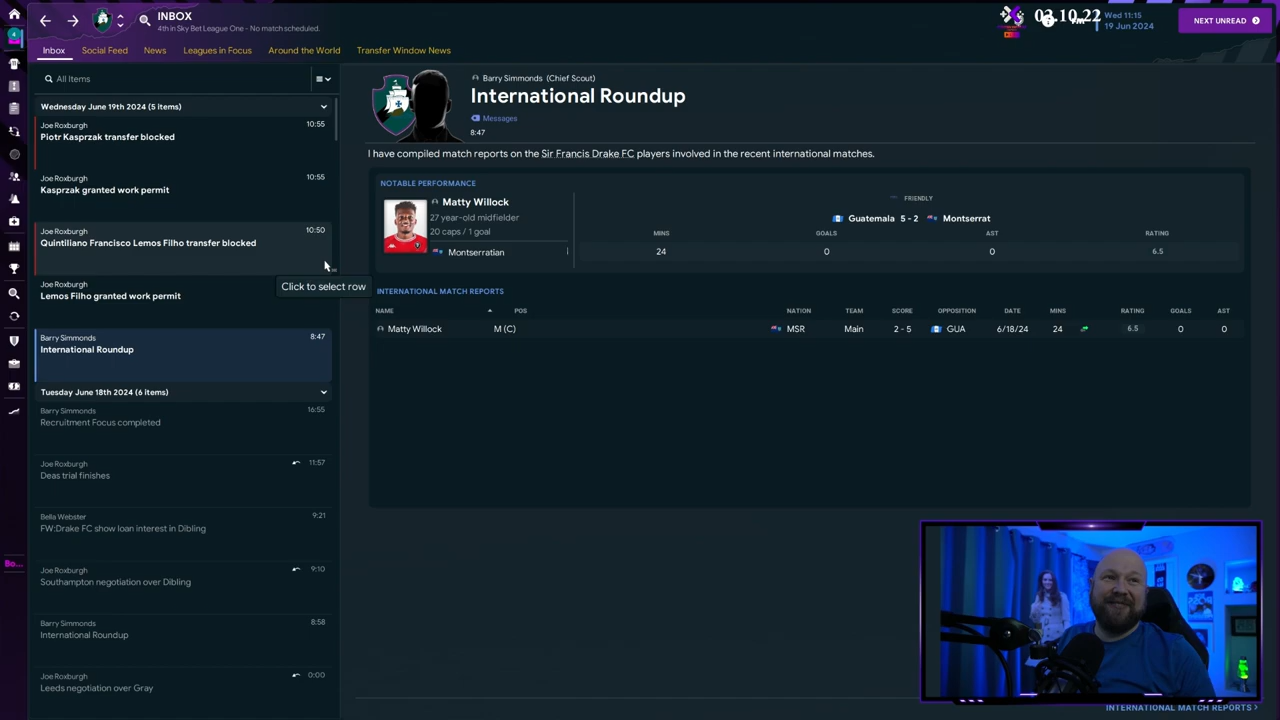 INBOX
4th in Sky Bet League One - No match scheduled.
03.10.22
Wed 11:15
19 Jun 2024
NEXT UNREAD
Inbox
Social Feed
News
Leagues in Focus
Around the World
Transfer Window News
All Items
Wednesday June 19th 2024 (5 items)
Joe Roxburgh 10:55
Piotr Kasprzak transfer blocked
Joe Roxburgh 10:55
Kasprzak granted work permit
Joe Roxburgh 10:50
Quintiliano Francisco Lemos Filho transfer blocked
Click to select row
Joe Roxburgh
Lemos Filho granted work permit
Barry Simmonds 8:47
International Roundup
Tuesday June 18th 2024 (6 items)
Barry Simmonds 16:55
Recruitment Focus completed
Joe Roxburgh 11:57
Deas trial finishes
Bella Webster 9:21
FW:Drake FC show loan interest in Dibling
Joe Roxburgh 9:10
Southampton negotiation over Dibling
Barry Simmonds 8:58
International Roundup
Joe Roxburgh 0:00
Leeds negotiation over Gray
Bo...
Barry Simmonds (Chief Scout)
International Roundup
Messages
8:47
I have compiled match reports on the Sir Francis Drake FC players involved in the recent international matches.
NOTABLE PERFORMANCE
Matty Willock
27 year-old midfielder
20 caps / 1 goal
Montserratian
FRIENDLY
Guatemala 5 - 2 Montserrat
MINS GOALS AST RATING
24 0 0 6.5
INTERNATIONAL MATCH REPORTS
NAME POS NATION TEAM SCORE OPPOSITION DATE MINS RATING GOALS AST
Matty Willock M (C) MSR Main 2 - 5 GUA 6/18/24 24 6.5 0 0
INTERNATIONAL MATCH REPORTS